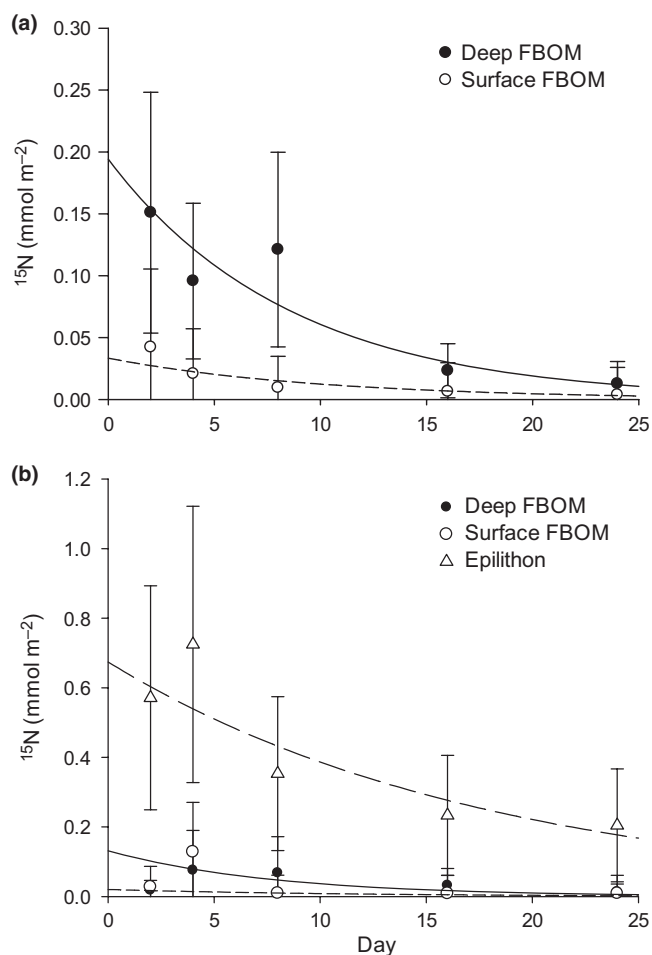 (a)
0.30
0.25
0.20
0.15
0.10
0.05
0.00
¹⁵N (mmol m⁻²)
Deep FBOM
Surface FBOM
0 5 10 15 20 25
(b)
1.2
1.0
0.8
0.6
0.4
0.2
0.0
¹⁵N (mmol m⁻²)
Deep FBOM
Surface FBOM
Epilithon
0 5 10 15 20 25
Day